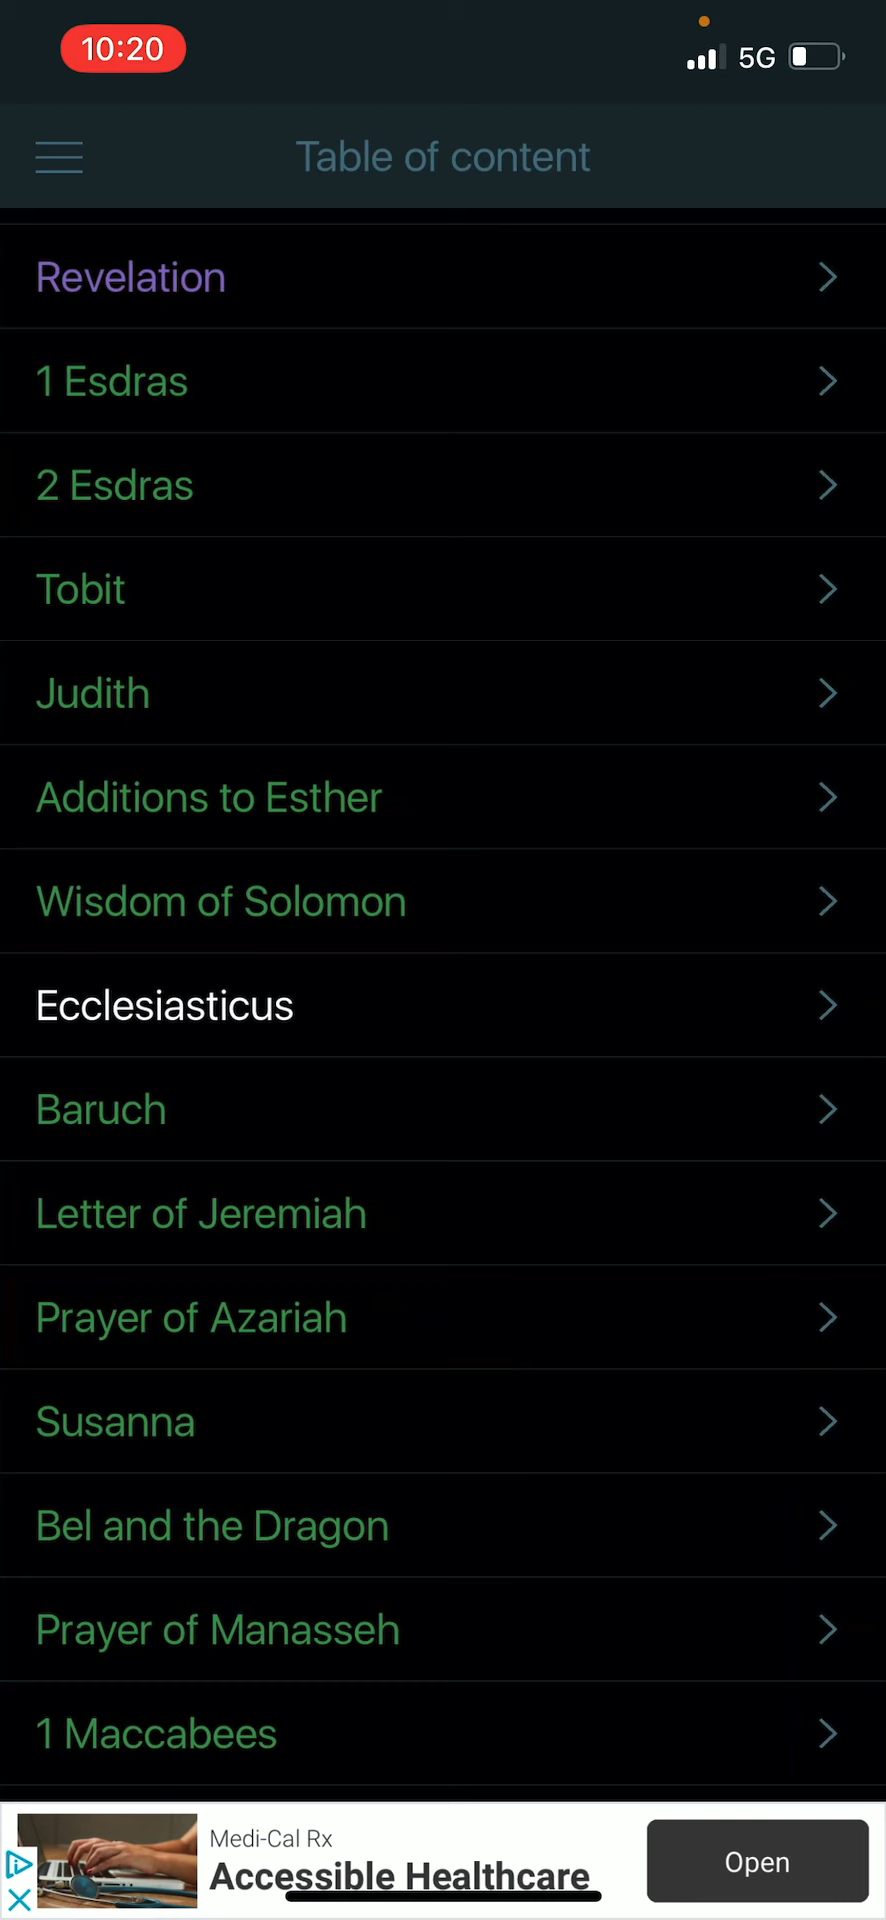 10:20
5G
Table of content
Revelation
1 Esdras
2 Esdras
Tobit
Judith
Additions to Esther
Wisdom of Solomon
Ecclesiasticus
Baruch
Letter of Jeremiah
Prayer of Azariah
Susanna
Bel and the Dragon
Prayer of Manasseh
1 Maccabees
Medi-Cal Rx
Accessible Healthcare
Open